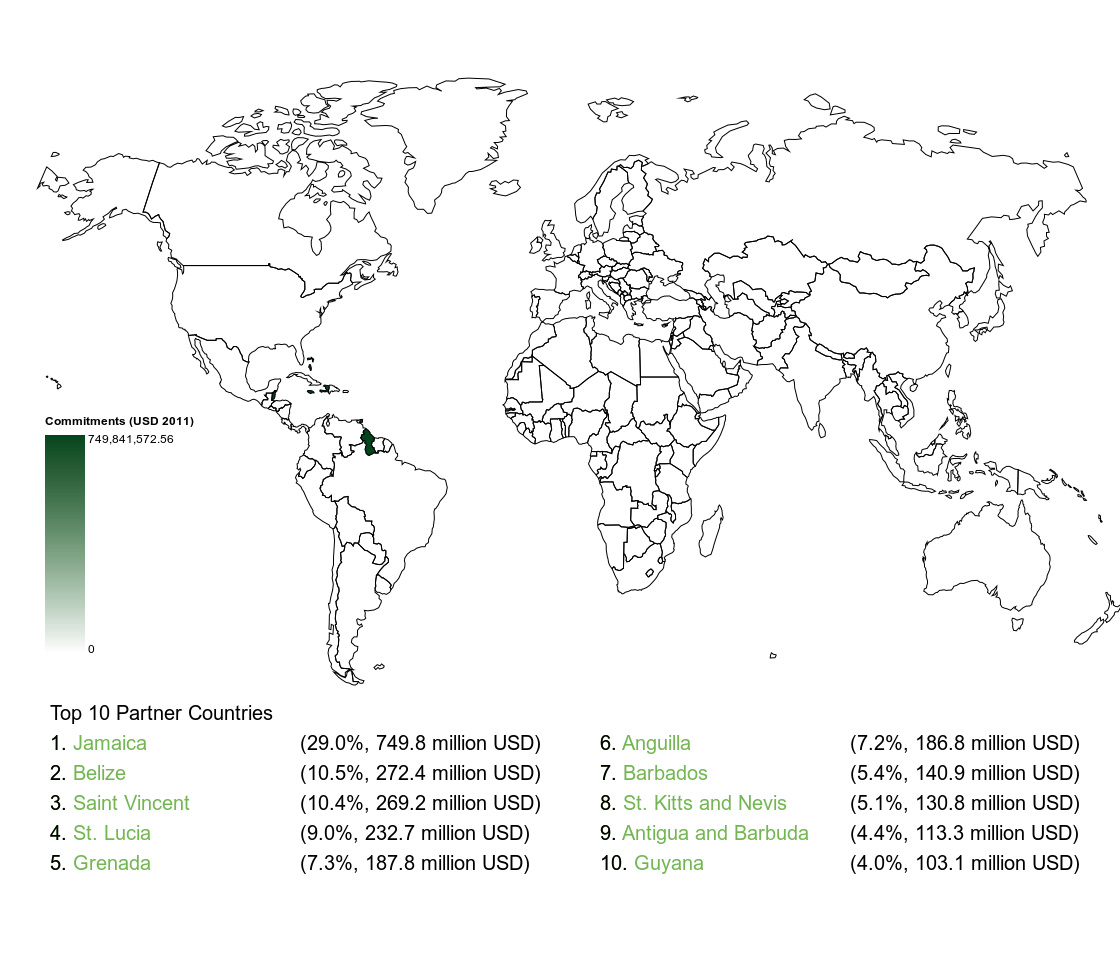 Commitments (USD 2011)
749,841,572.56
0
Top 10 Partner Countries
1. Jamaica (29.0%, 749.8 million USD)
2. Belize (10.5%, 272.4 million USD)
3. Saint Vincent (10.4%, 269.2 million USD)
4. St. Lucia (9.0%, 232.7 million USD)
5. Grenada (7.3%, 187.8 million USD)
6. Anguilla (7.2%, 186.8 million USD)
7. Barbados (5.4%, 140.9 million USD)
8. St. Kitts and Nevis (5.1%, 130.8 million USD)
9. Antigua and Barbuda (4.4%, 113.3 million USD)
10. Guyana (4.0%, 103.1 million USD)